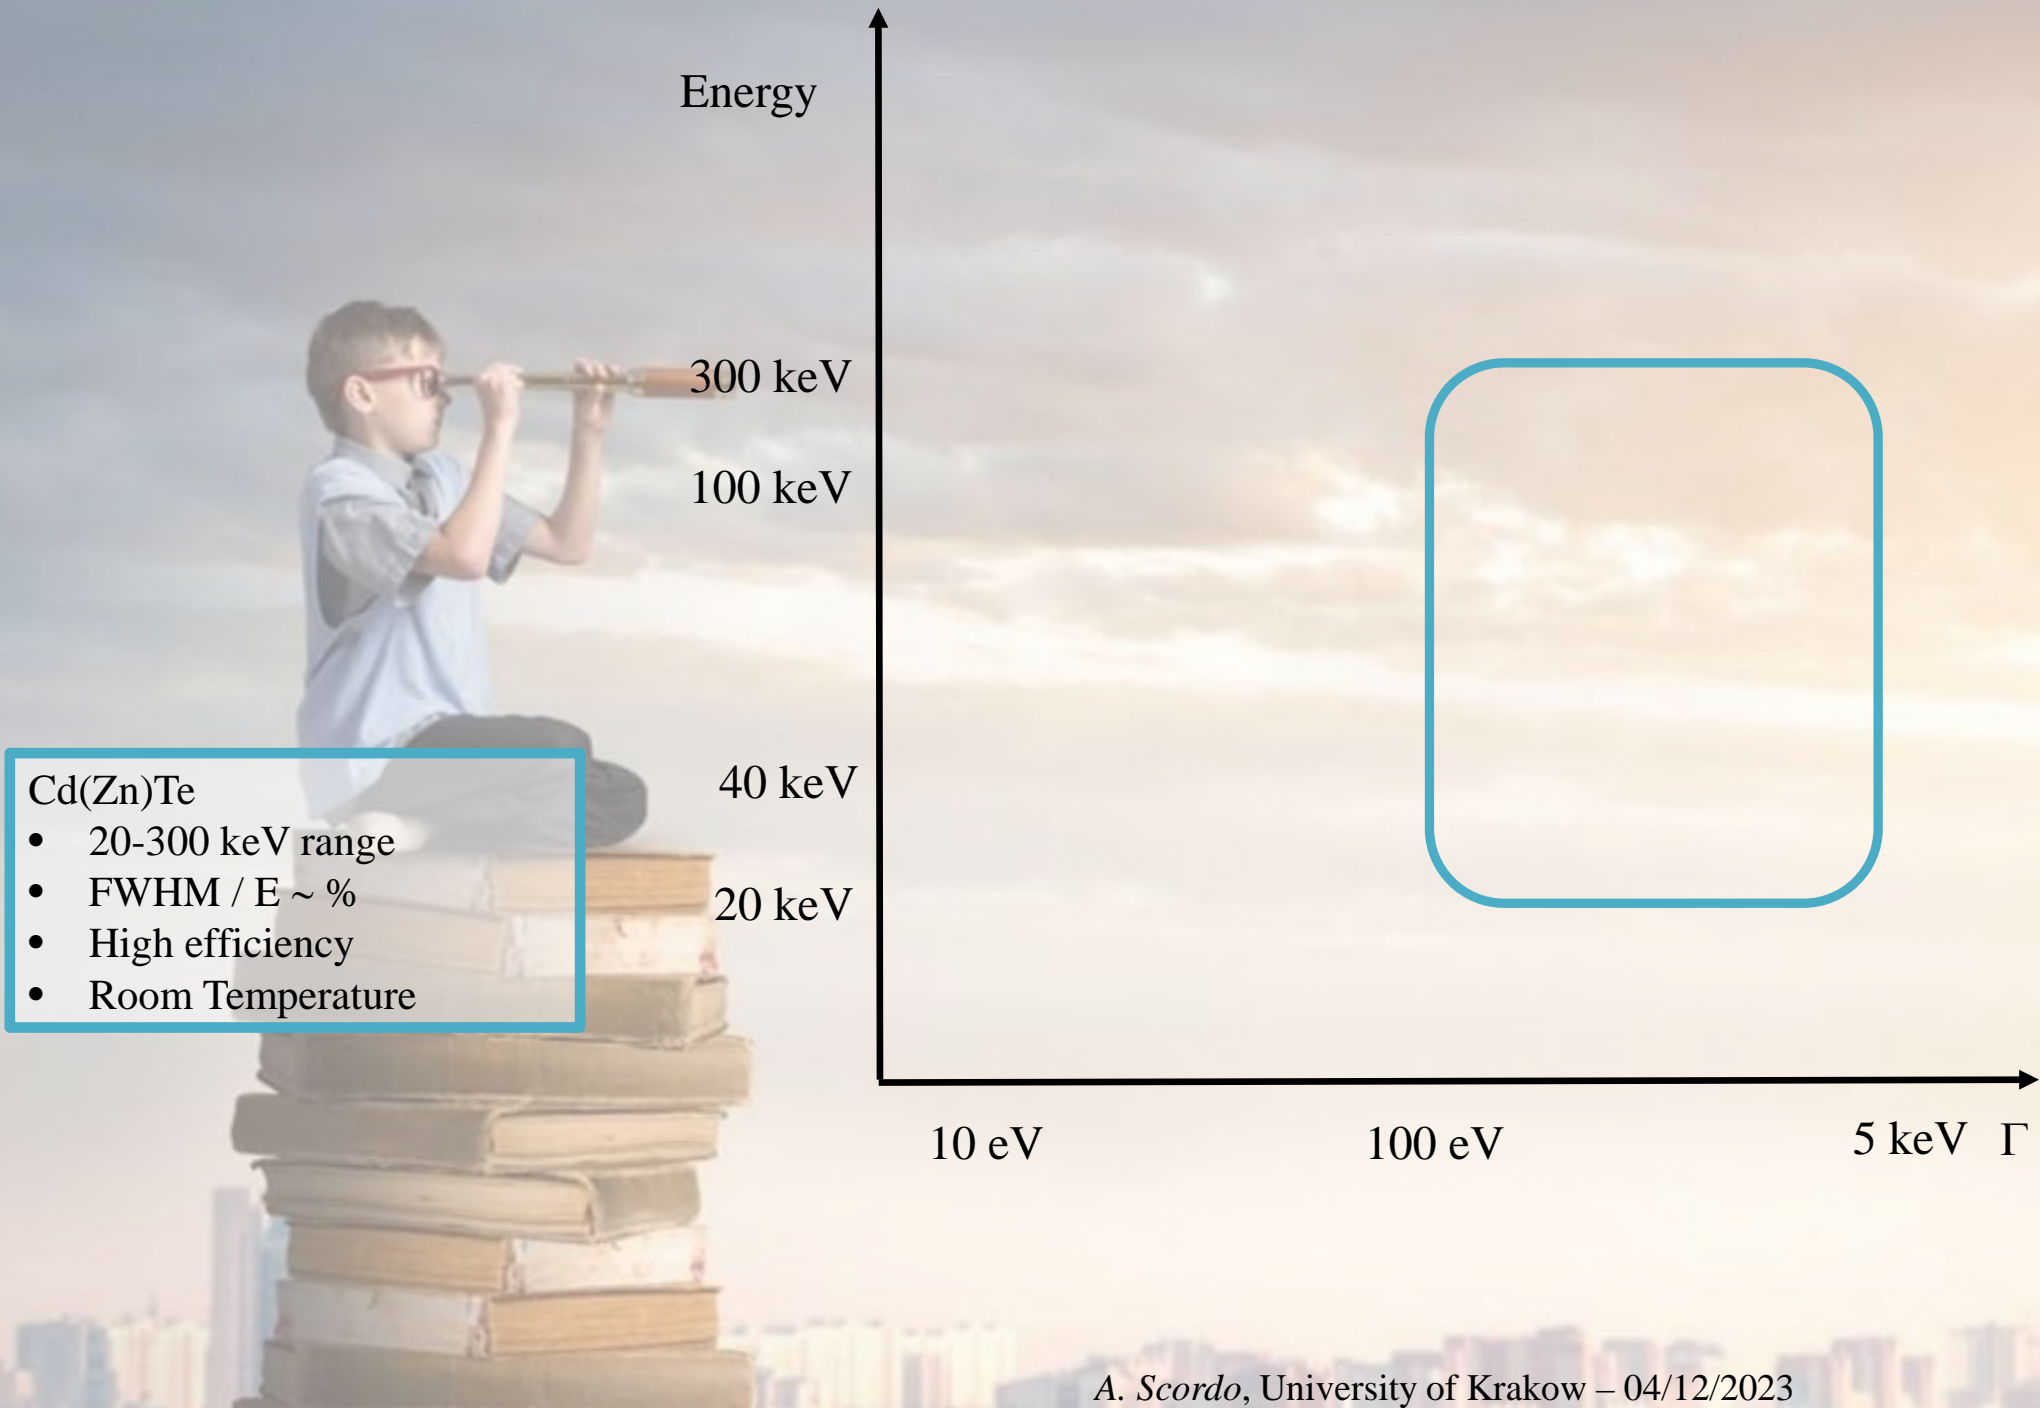 Energy
300 keV
100 keV
40 keV
20 keV
Cd(Zn)Te
• 20-300 keV range
• FWHM / E ~ %
• High efficiency
• Room Temperature
10 eV
100 eV
5 keV Γ
A. Scordo, University of Krakow – 04/12/2023